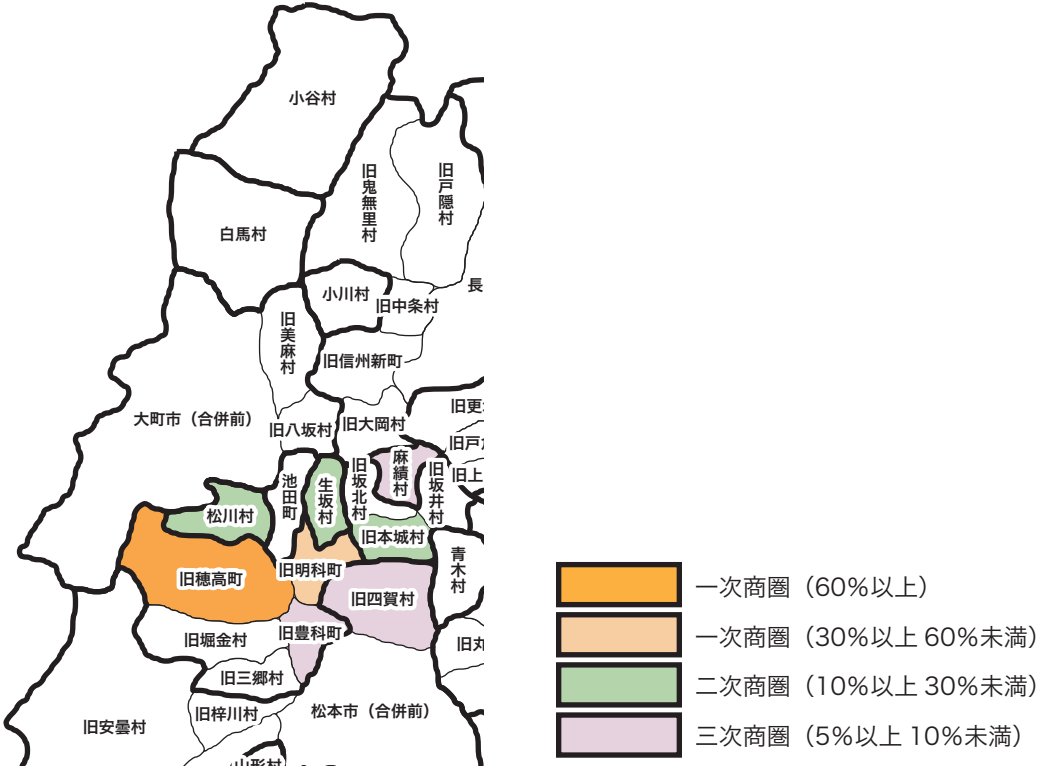 小谷村
旧鬼無里村
旧戸隠村
白馬村
小川村
旧中条村
長
旧美麻村
旧信州新町
大町市（合併前）
旧八坂村
旧大岡村
旧更
旧戸
麻績村
旧坂北村
旧坂井村
旧上
池田町
生坂村
松川村
旧本城村
青木村
旧明科町
旧穂高町
旧四賀村
旧堀金村
旧豊科町
旧丸
旧三郷村
旧梓川村
松本市（合併前）
旧安曇村
山形村
一次商圏（60％以上）
一次商圏（30％以上 60％未満）
二次商圏（10％以上 30％未満）
三次商圏（5％以上 10％未満）